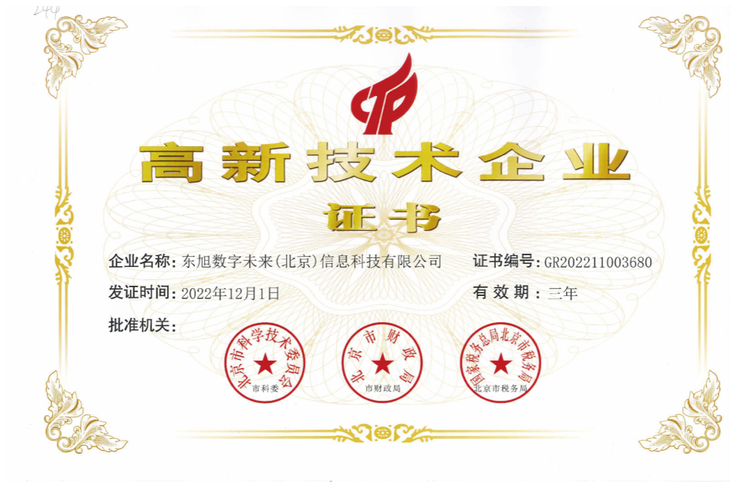 高新技术企业
证书
企业名称：东旭数字未来(北京)信息科技有限公司 证书编号：GR202211003680
发证时间：2022年12月1日 有效期：三年
批准机关：
北京市科学技术委员会 市科委
北京市财政局 市财政局
国家税务总局北京市税务局 北京市税务局